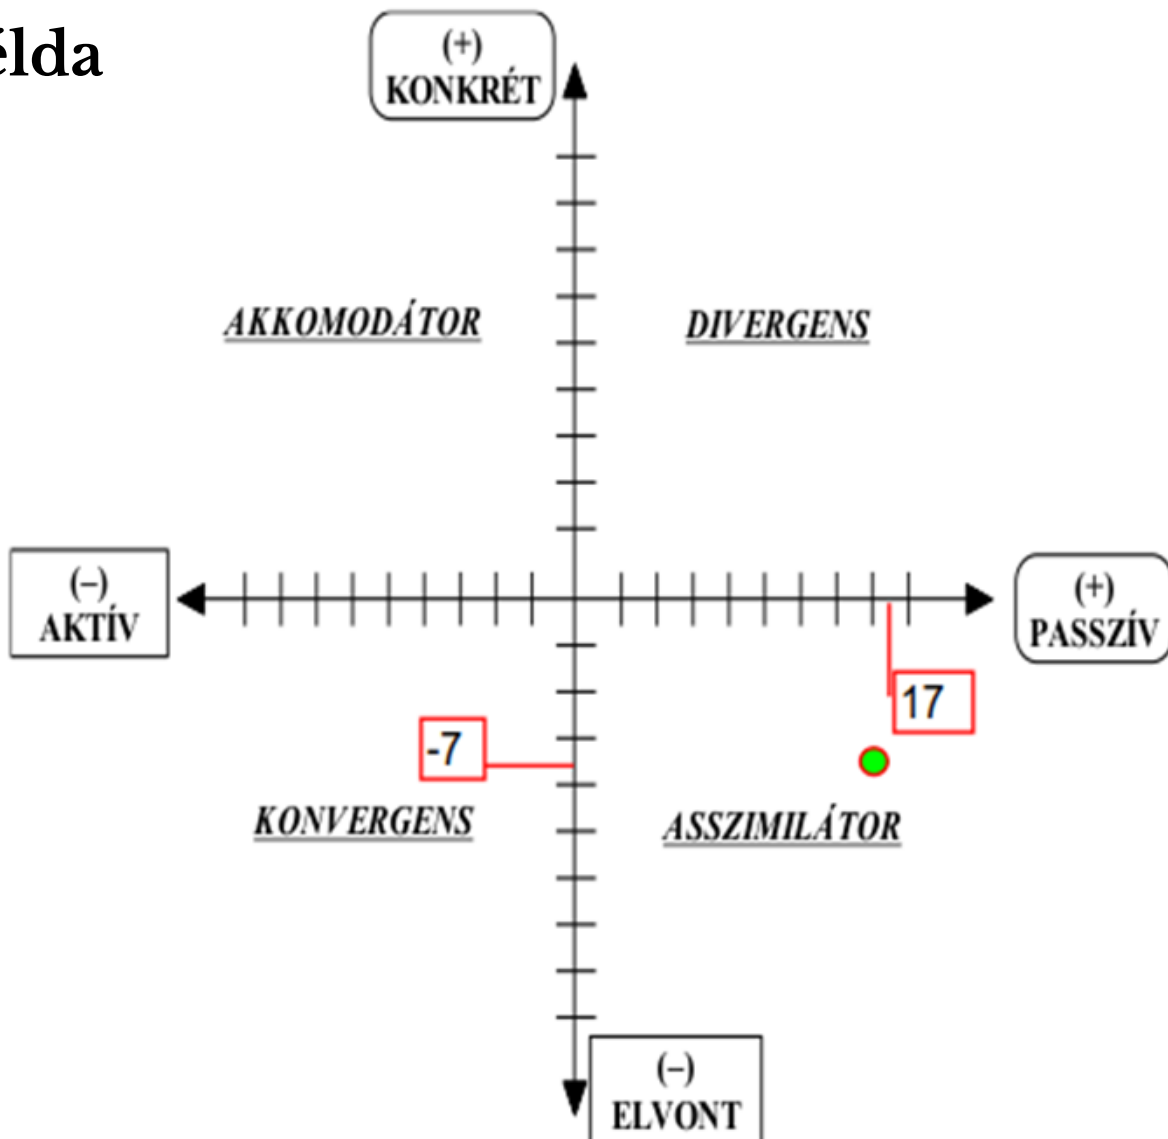 élda
(+)
KONKRÉT
AKKOMODÁTOR
DIVERGENS
(–)
AKTÍV
(+)
PASSZÍV
17
-7
KONVERGENS
ASSZIMILÁTOR
(–)
ELVONT